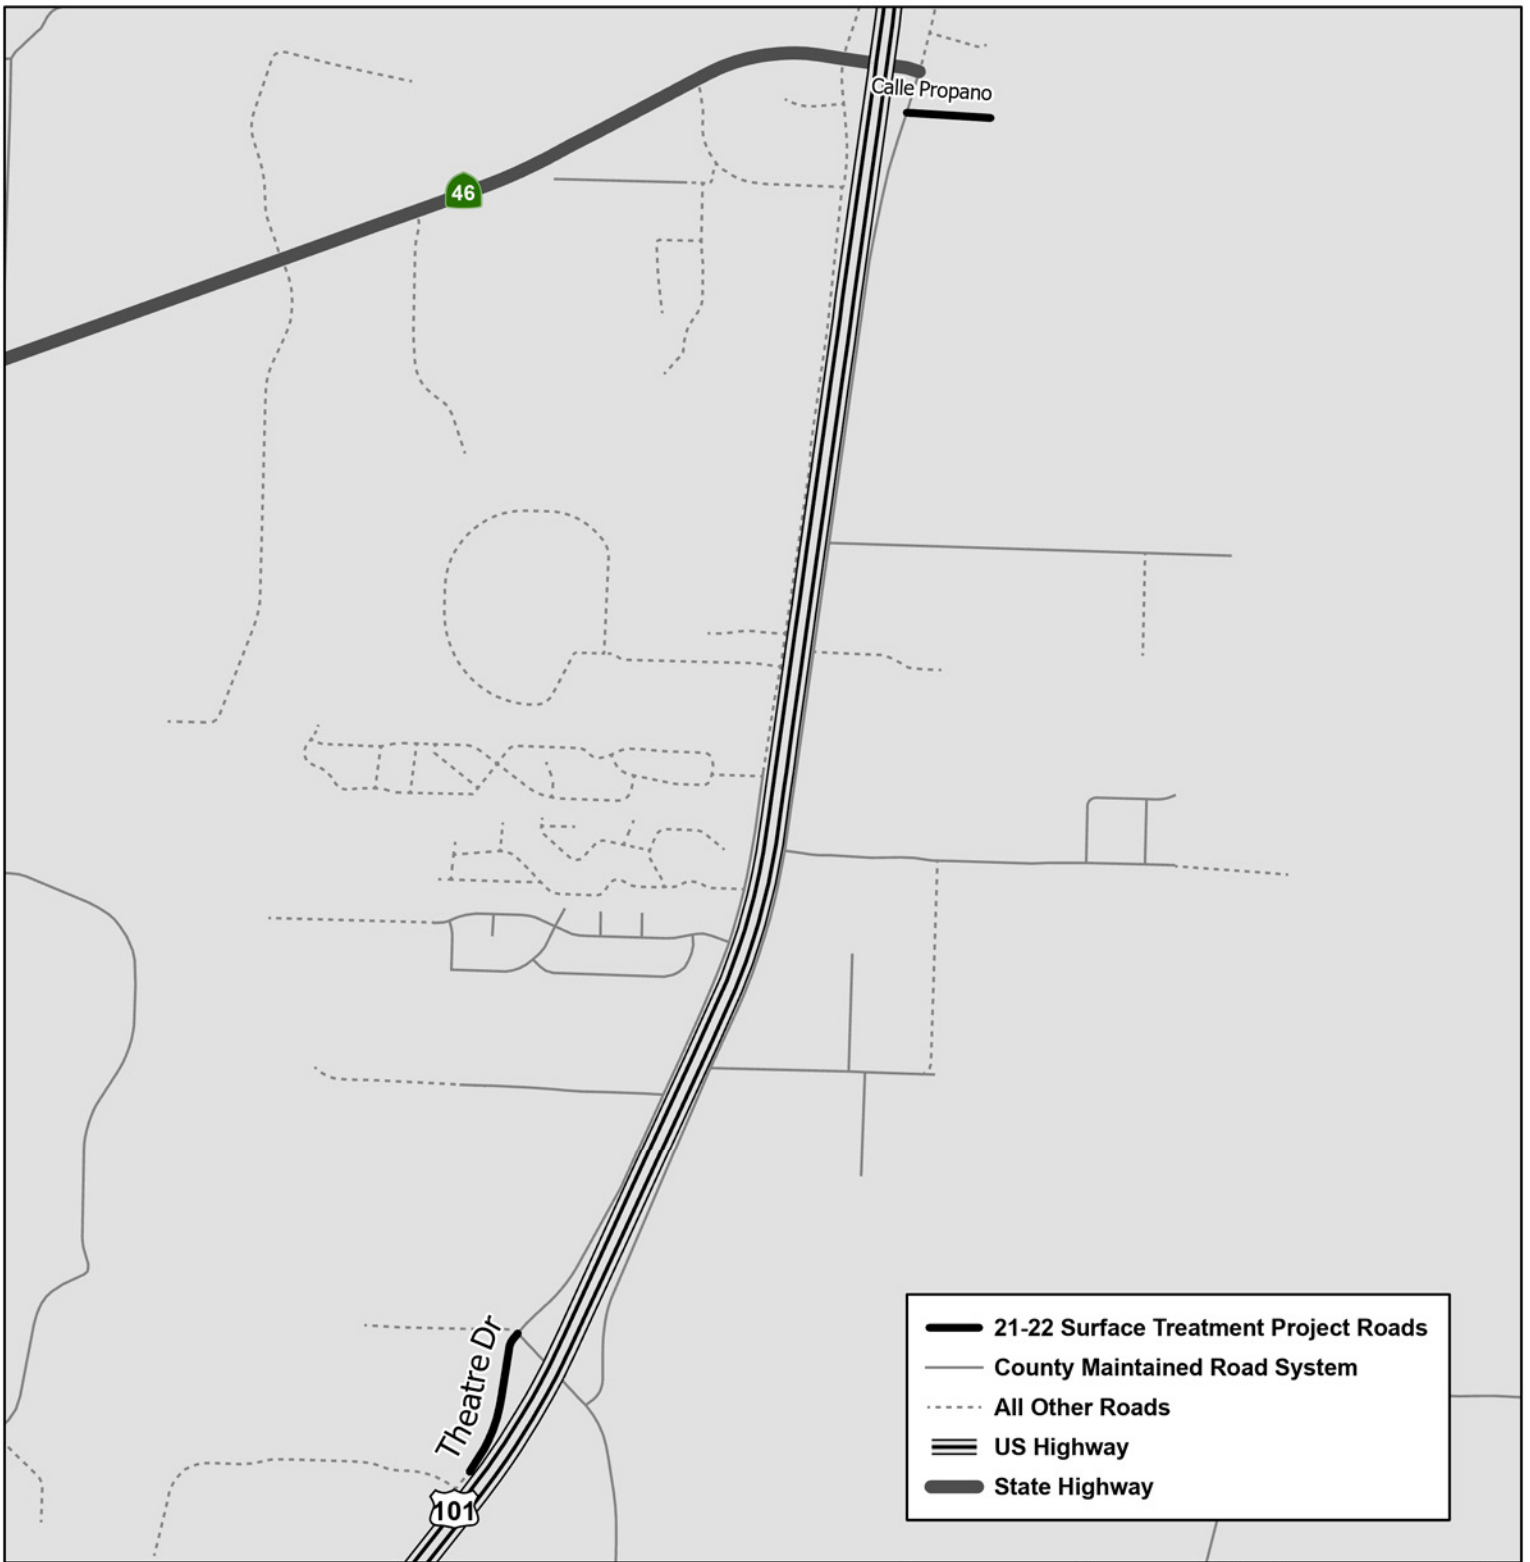 Calle Propano
46
Theatre Dr
101
21-22 Surface Treatment Project Roads
County Maintained Road System
All Other Roads
US Highway
State Highway